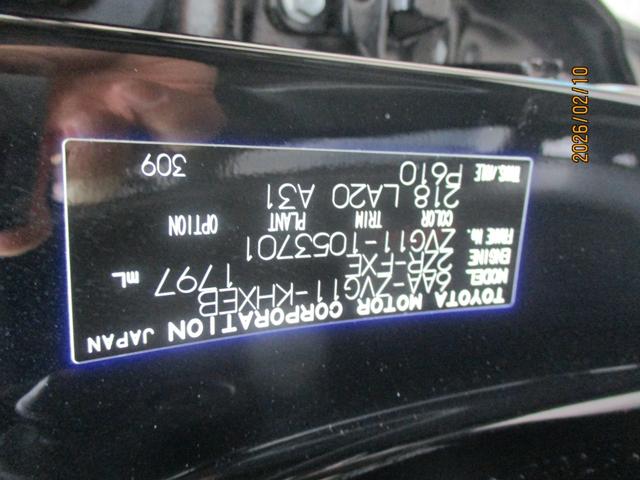 TOYOTA MOTOR CORPORATION JAPAN
MODEL 6AA-ZVG11-KHXEB
ENGINE 2ZR-FXE 1797 mL
FRAME No. ZVG11-1053701
COLOR TRIM PLANT OPTION
218 LA20 A31
TRANS./AXLE P610 309
2026/02/10